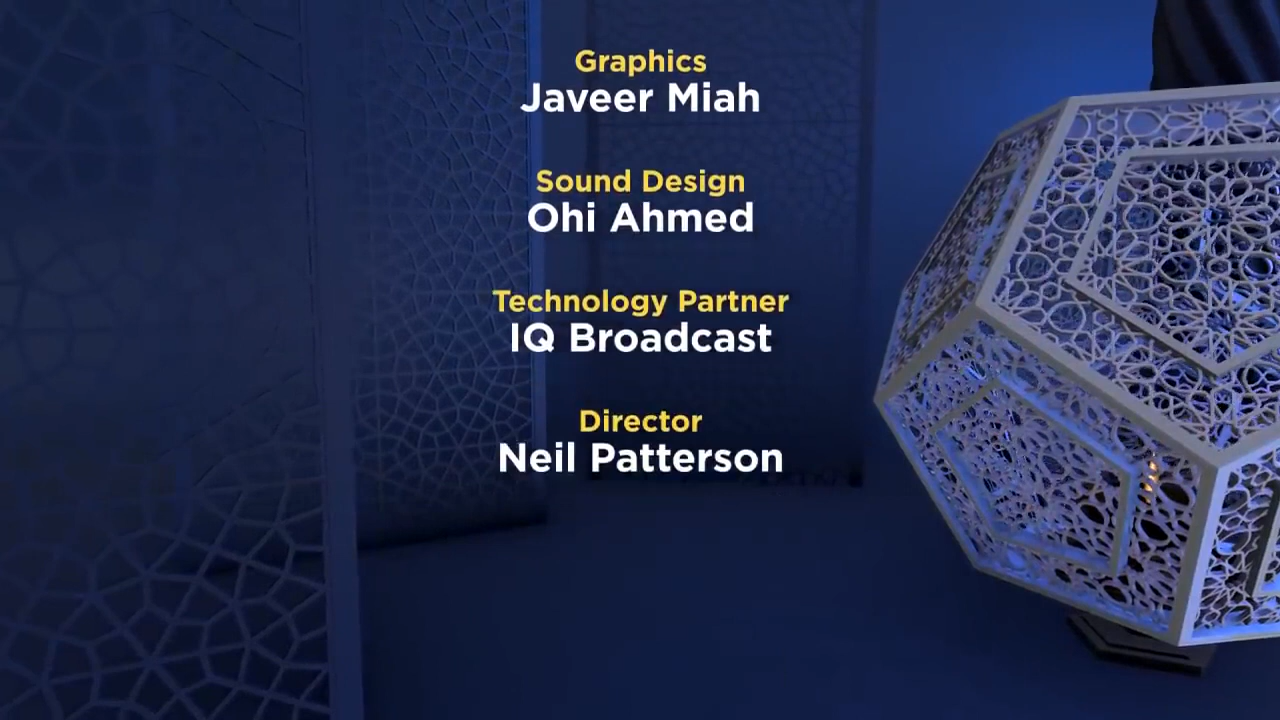 Graphics
Javeer Miah
Sound Design
Ohi Ahmed
Technology Partner
IQ Broadcast
Director
Neil Patterson